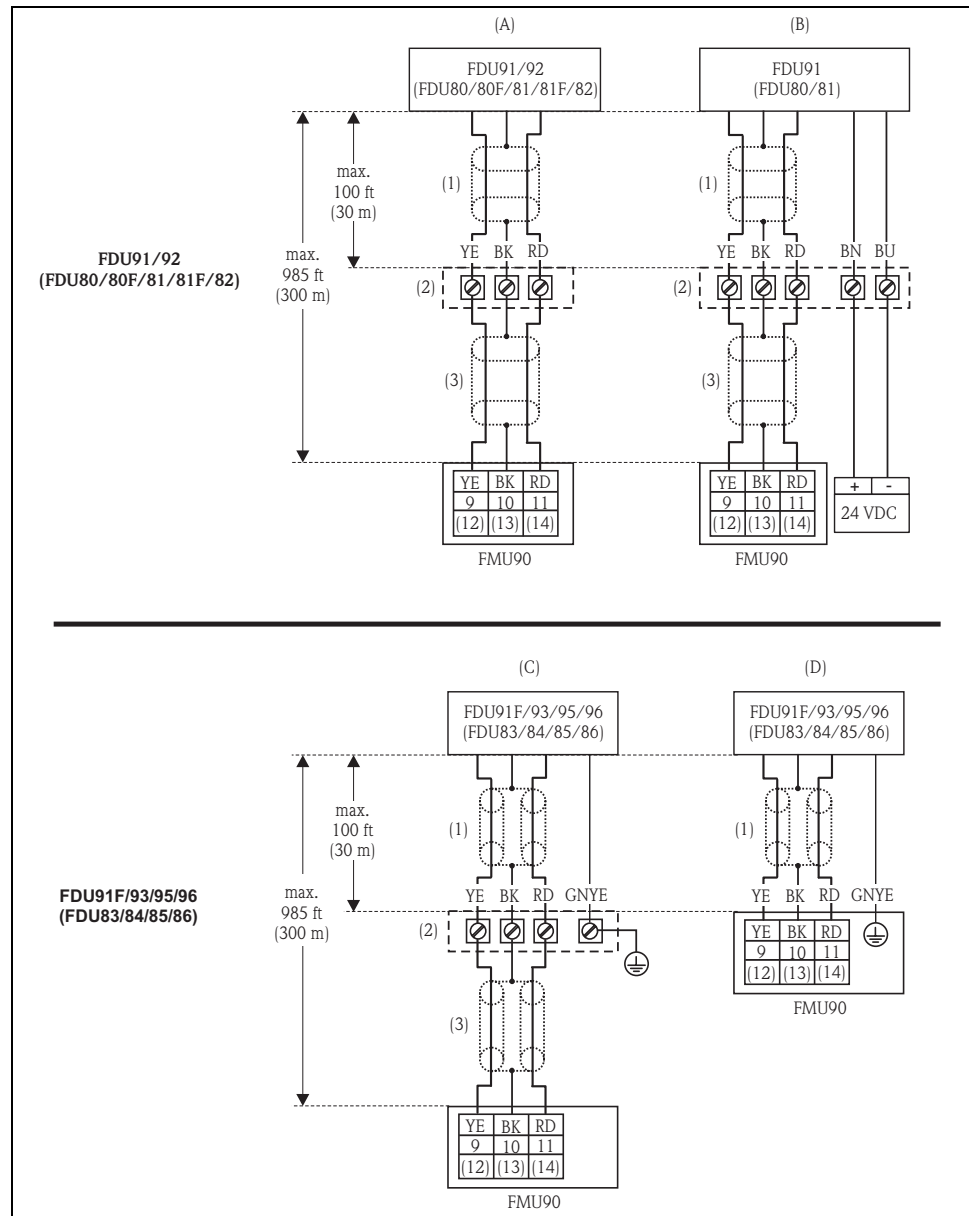 (A)
(B)
FDU91/92
(FDU80/80F/81/81F/82)
FDU91
(FDU80/81)
max.
100 ft
(30 m)
(1)
(1)
max.
985 ft
(300 m)
FDU91/92
(FDU80/80F/81/81F/82)
YE BK RD
YE BK RD BN BU
(2)
(2)
(3)
(3)
YE BK RD
9 10 11
(12) (13) (14)
FMU90
YE BK RD
9 10 11
(12) (13) (14)
FMU90
+ -
24 VDC
(C)
(D)
FDU91F/93/95/96
(FDU83/84/85/86)
FDU91F/93/95/96
(FDU83/84/85/86)
max.
100 ft
(30 m)
(1)
(1)
FDU91F/93/95/96
(FDU83/84/85/86)
max.
985 ft
(300 m)
YE BK RD GNYE
YE BK RD GNYE
(2)
YE BK RD
9 10 11
(12) (13) (14)
FMU90
(3)
YE BK RD
9 10 11
(12) (13) (14)
FMU90